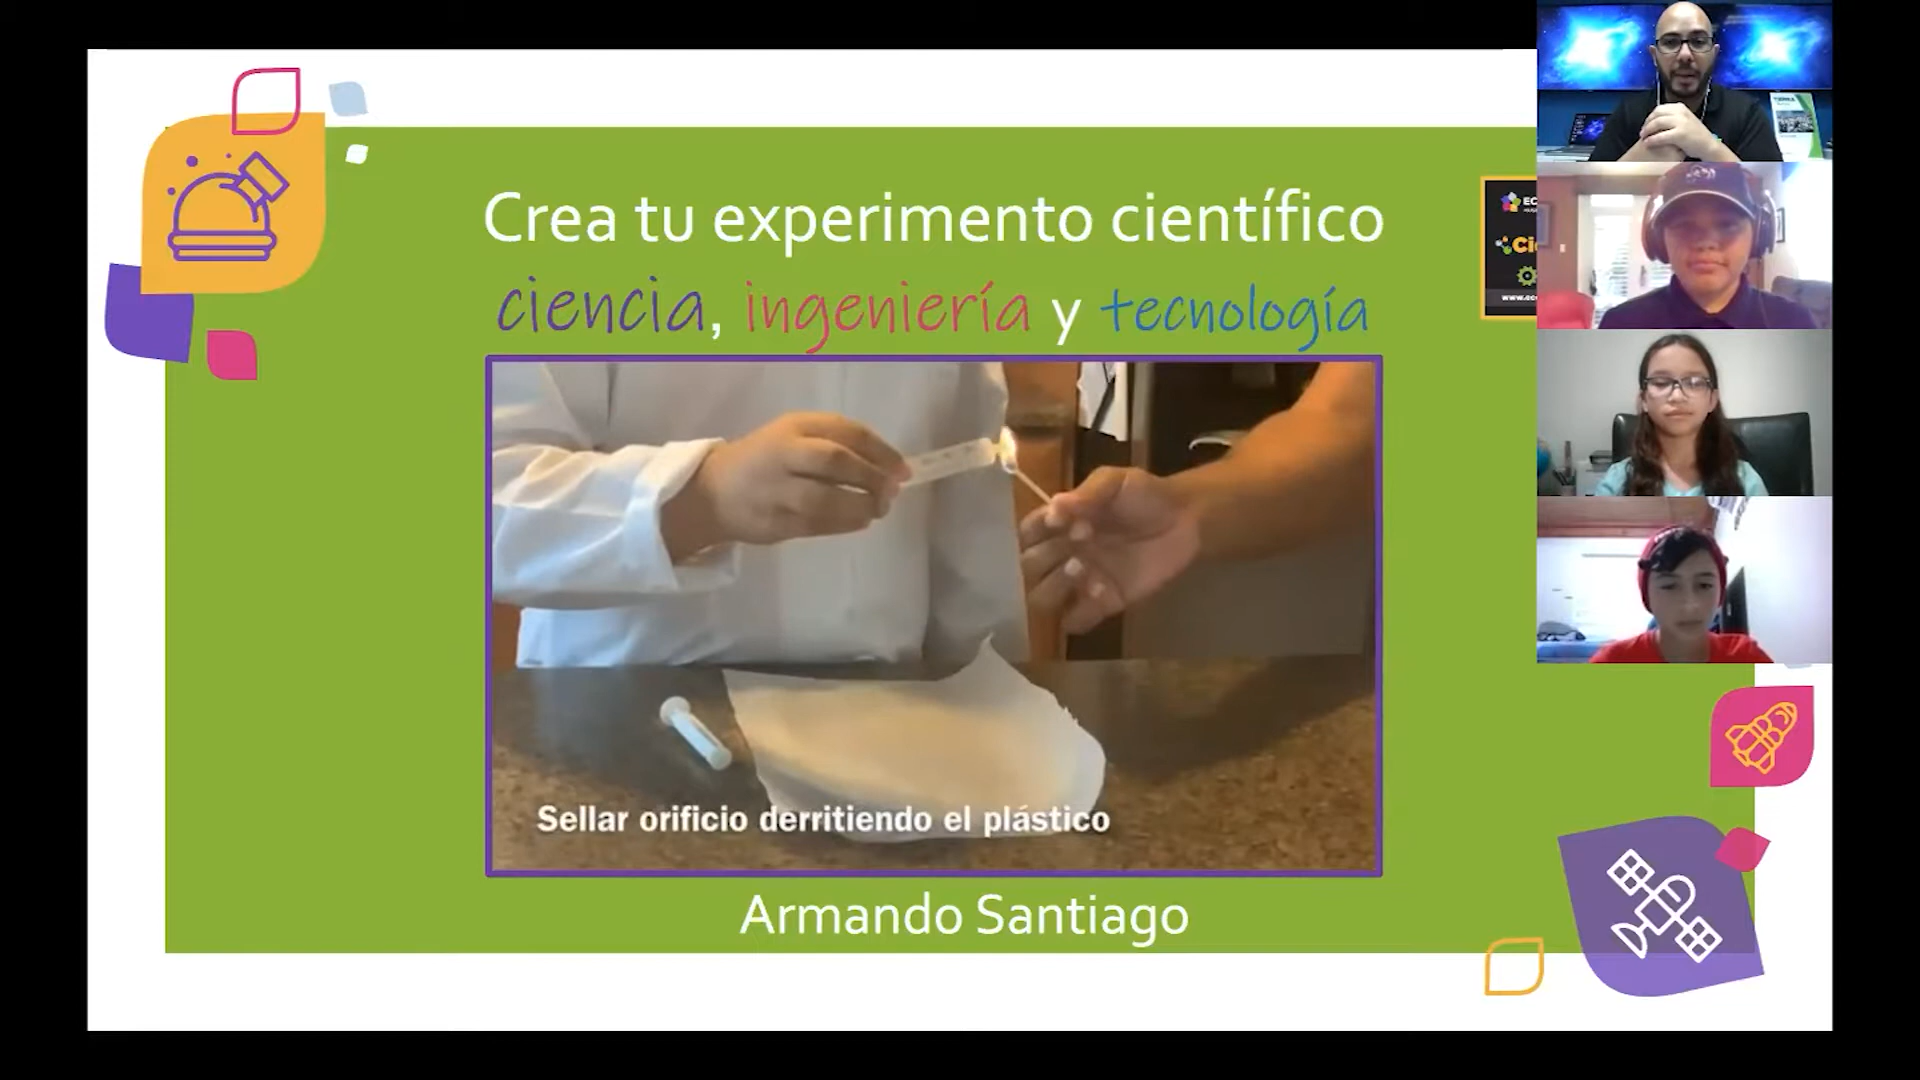 Crea tu experimento científico
ciencia, ingeniería y tecnología
Sellar orificio derritiendo el plástico
Armando Santiago